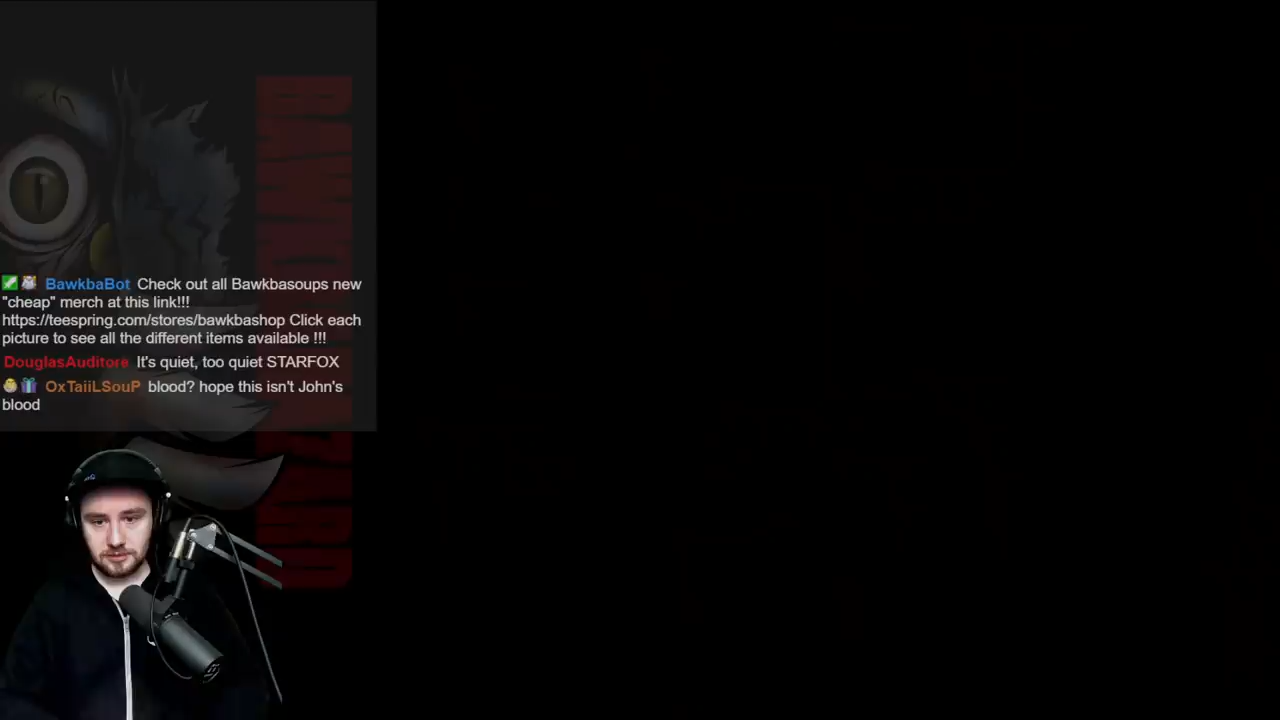 BawkbaBot Check out all Bawkbasoups new
"cheap" merch at this link!!!
https://teespring.com/stores/bawkbashop Click each
picture to see all the different items available !!!
DouglasAuditore It's quiet, too quiet STARFOX
OxTaiiLSouP blood? hope this isn't John's
blood